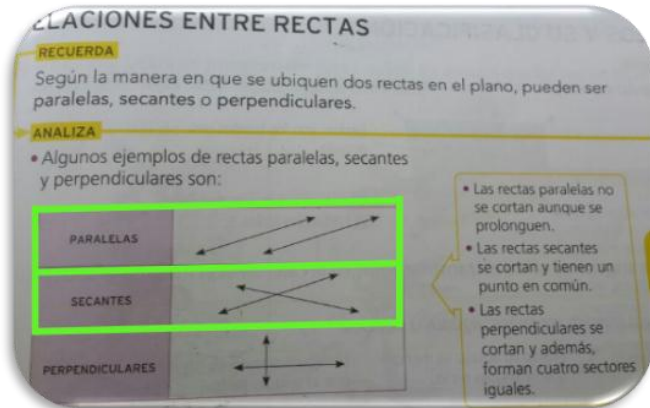 RELACIONES ENTRE RECTAS
RECUERDA
Según la manera en que se ubiquen dos rectas en el plano, pueden ser
paralelas, secantes o perpendiculares.
ANALIZA
• Algunos ejemplos de rectas paralelas, secantes
y perpendiculares son:
PARALELAS
SECANTES
PERPENDICULARES
• Las rectas paralelas no
se cortan aunque se
prolonguen.
• Las rectas secantes
se cortan y tienen un
punto en común.
• Las rectas
perpendiculares se
cortan y además,
forman cuatro sectores
iguales.